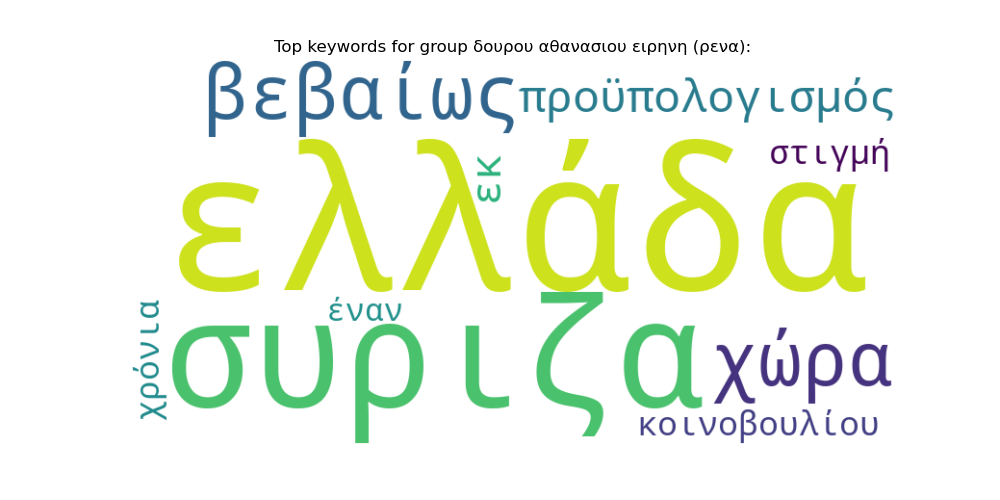 Top keywords for group δουρου αθανασιου ειρηνη (ρενα):
βεβαίως
προϋπολογισμός
στιγμή
εκ
ελλάδα
χρόνια
έναν
συριζα
χώρα
κοινοβουλίου